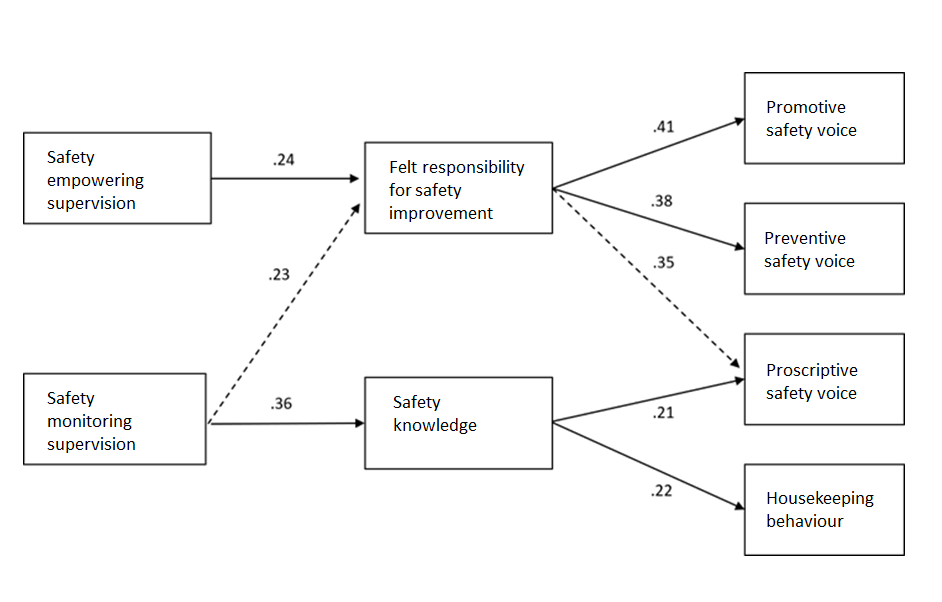 Safety
empowering
supervision
.24
Felt responsibility
for safety
improvement
.41
Promotive
safety voice
.38
Preventive
safety voice
.35
.23
Safety
monitoring
supervision
.36
Safety
knowledge
.21
Proscriptive
safety voice
.22
Housekeeping
behaviour